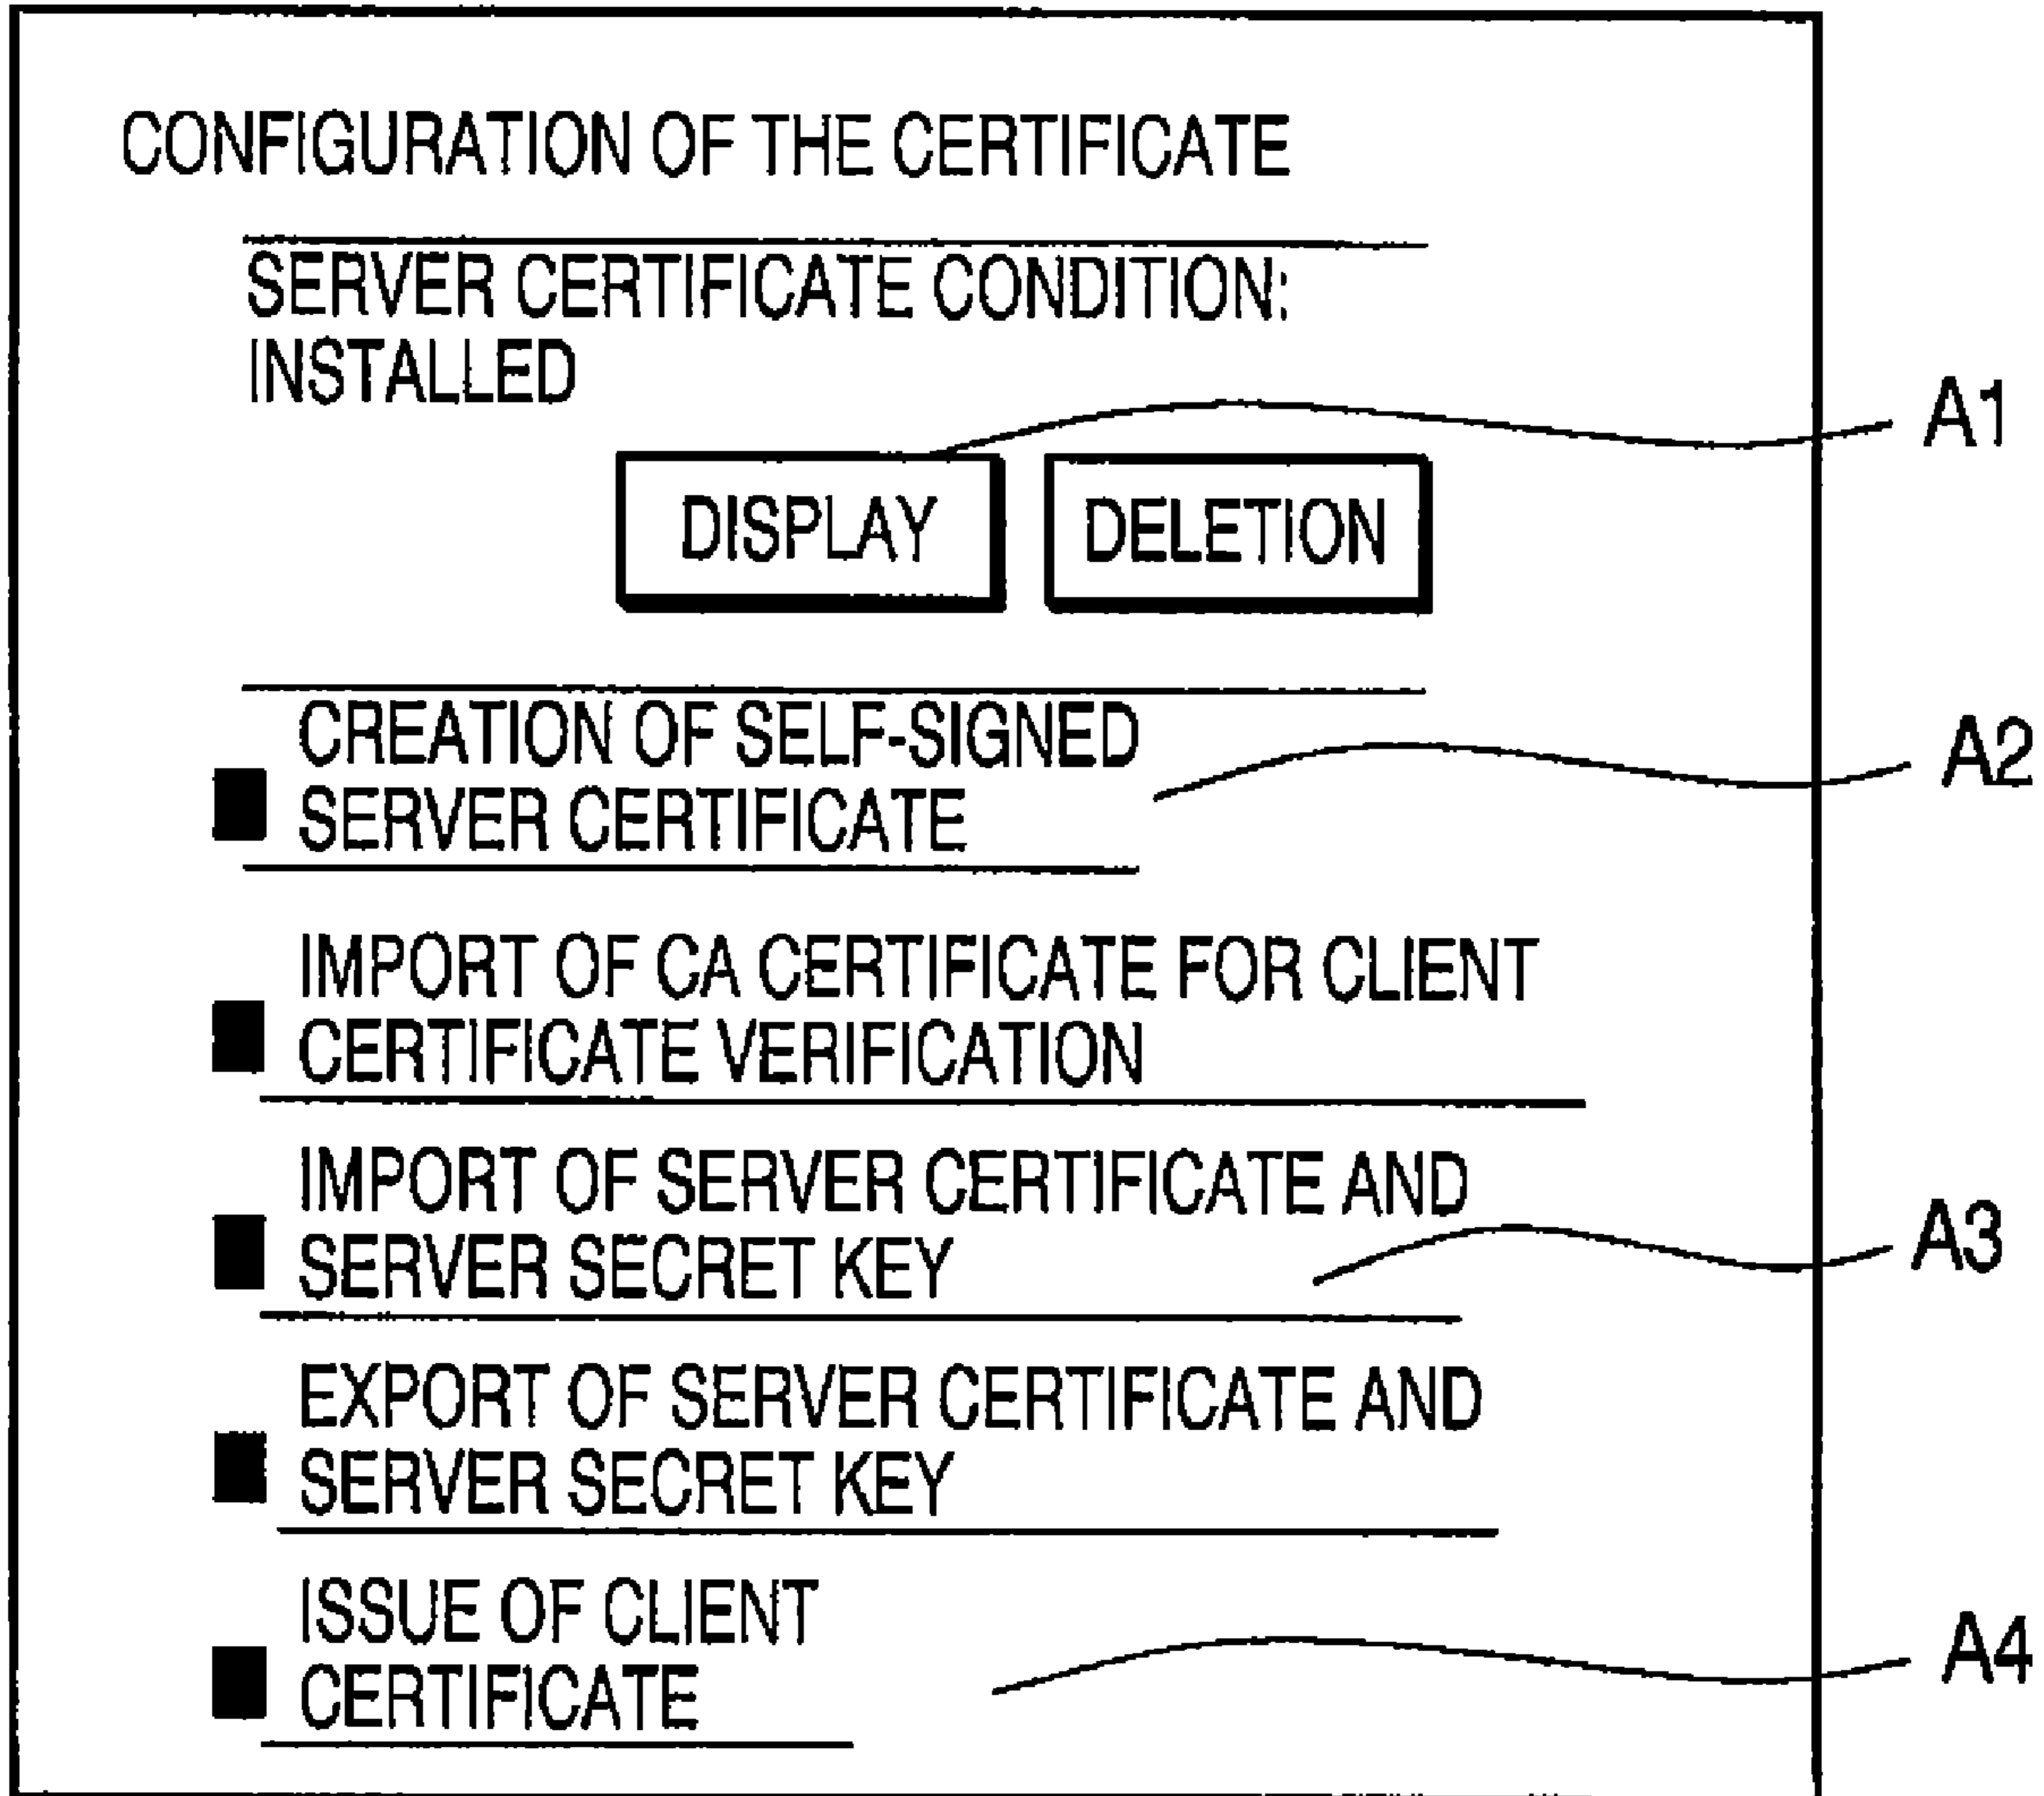 CONFIGURATION OF THE CERTIFICATE
SERVER CERTIFICATE CONDITION:
INSTALLED
A1
DISPLAY DELETION
CREATION OF SELF-SIGNED
SERVER CERTIFICATE
A2
IMPORT OF CA CERTIFICATE FOR CLIENT
CERTIFICATE VERIFICATION
IMPORT OF SERVER CERTIFICATE AND
SERVER SECRET KEY
A3
EXPORT OF SERVER CERTIFICATE AND
SERVER SECRET KEY
ISSUE OF CLIENT
CERTIFICATE
A4